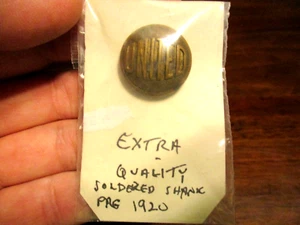 EXTRA
-
QUALITY
SOLDERED SHANK
PRE 1920